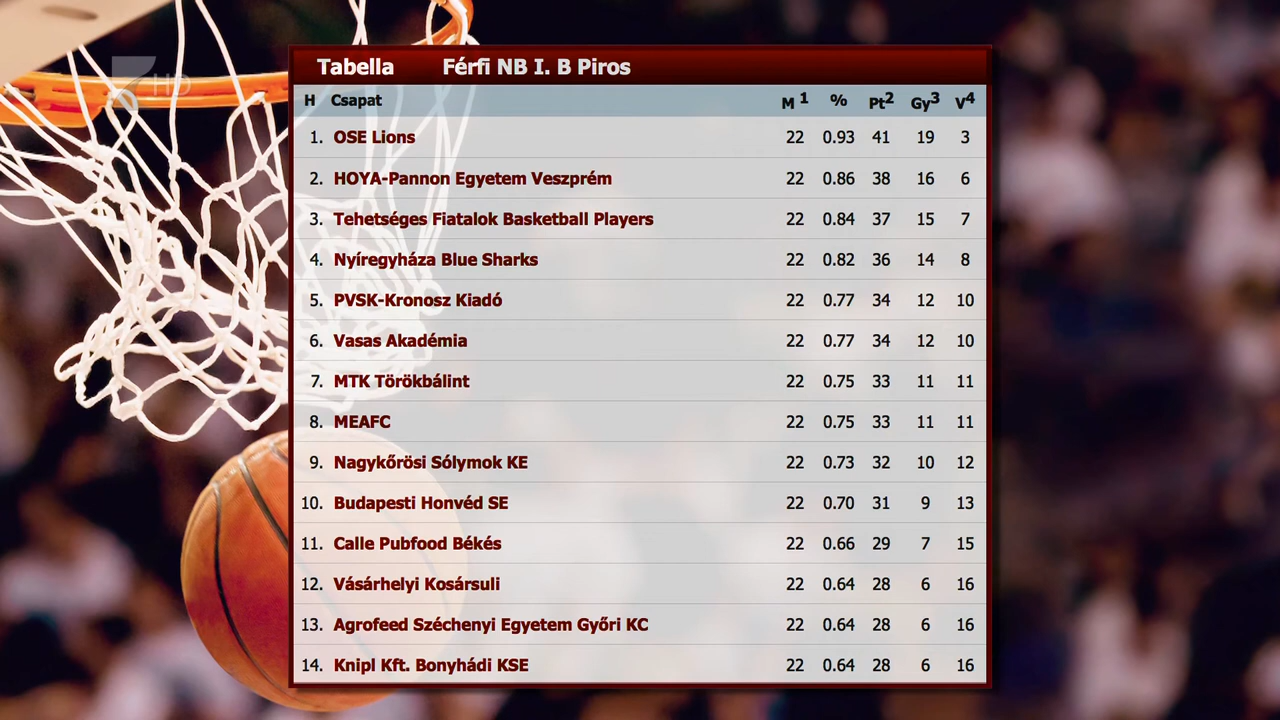 7 HD
Tabella Férfi NB I. B Piros
H Csapat M 1 % Pt2 Gy3 V4
1. OSE Lions 22 0.93 41 19 3
2. HOYA-Pannon Egyetem Veszprém 22 0.86 38 16 6
3. Tehetséges Fiatalok Basketball Players 22 0.84 37 15 7
4. Nyíregyháza Blue Sharks 22 0.82 36 14 8
5. PVSK-Kronosz Kiadó 22 0.77 34 12 10
6. Vasas Akadémia 22 0.77 34 12 10
7. MTK Törökbálint 22 0.75 33 11 11
8. MEAFC 22 0.75 33 11 11
9. Nagykőrösi Sólymok KE 22 0.73 32 10 12
10. Budapesti Honvéd SE 22 0.70 31 9 13
11. Calle Pubfood Békés 22 0.66 29 7 15
12. Vásárhelyi Kosársuli 22 0.64 28 6 16
13. Agrofeed Széchenyi Egyetem Győri KC 22 0.64 28 6 16
14. Knipl Kft. Bonyhádi KSE 22 0.64 28 6 16